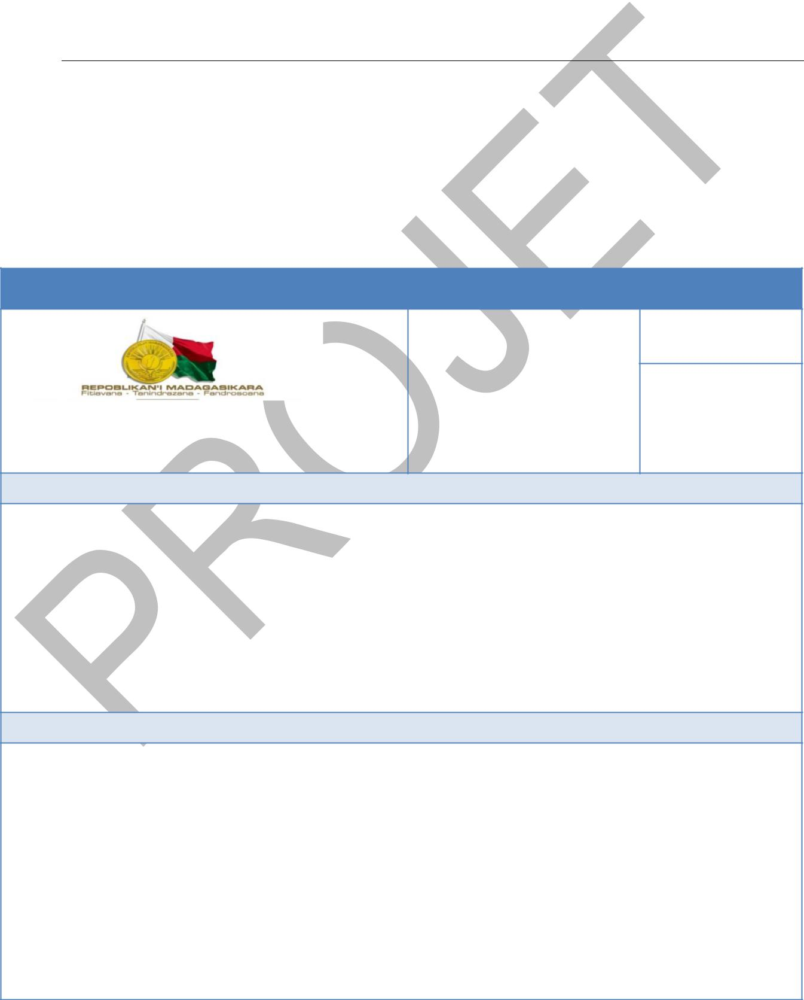 PROJET
REPOBLIKAN'I MADAGASIKARA
Fitiavana - Tanindrazana - Fandrosoana